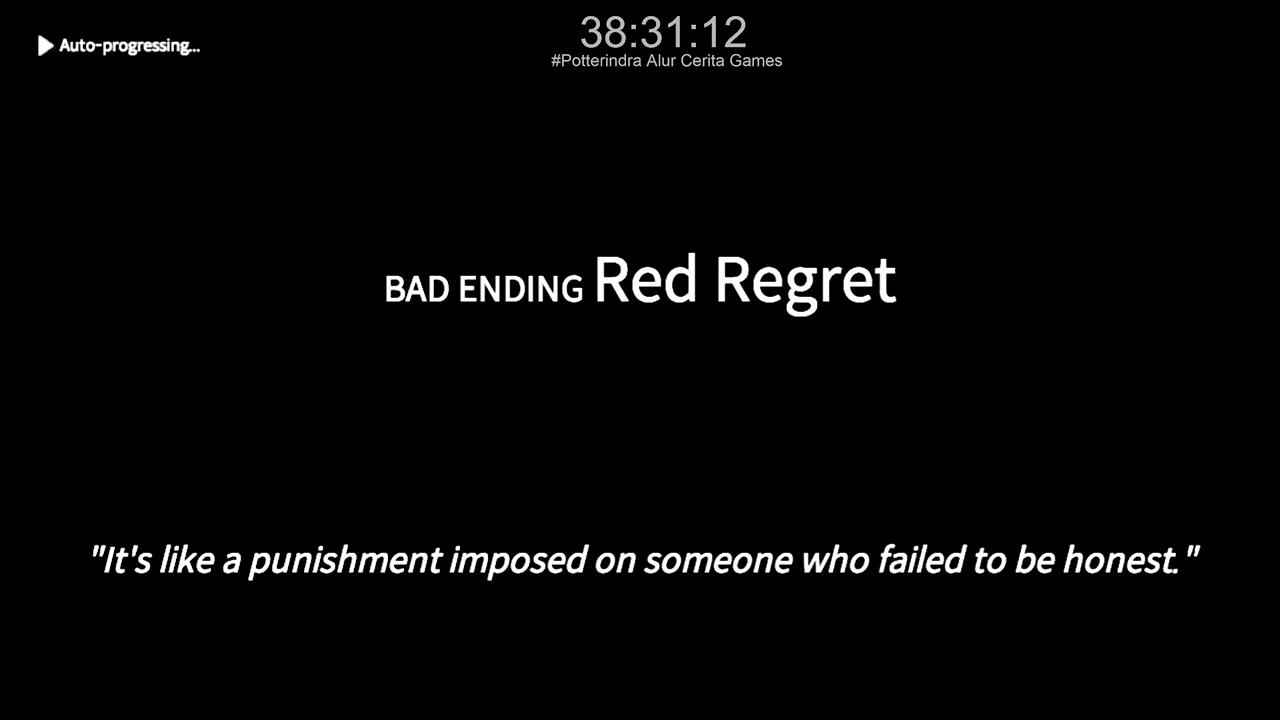 Auto-progressing...
38:31:12
#Potterindra Alur Cerita Games
BAD ENDING Red Regret
"It's like a punishment imposed on someone who failed to be honest."